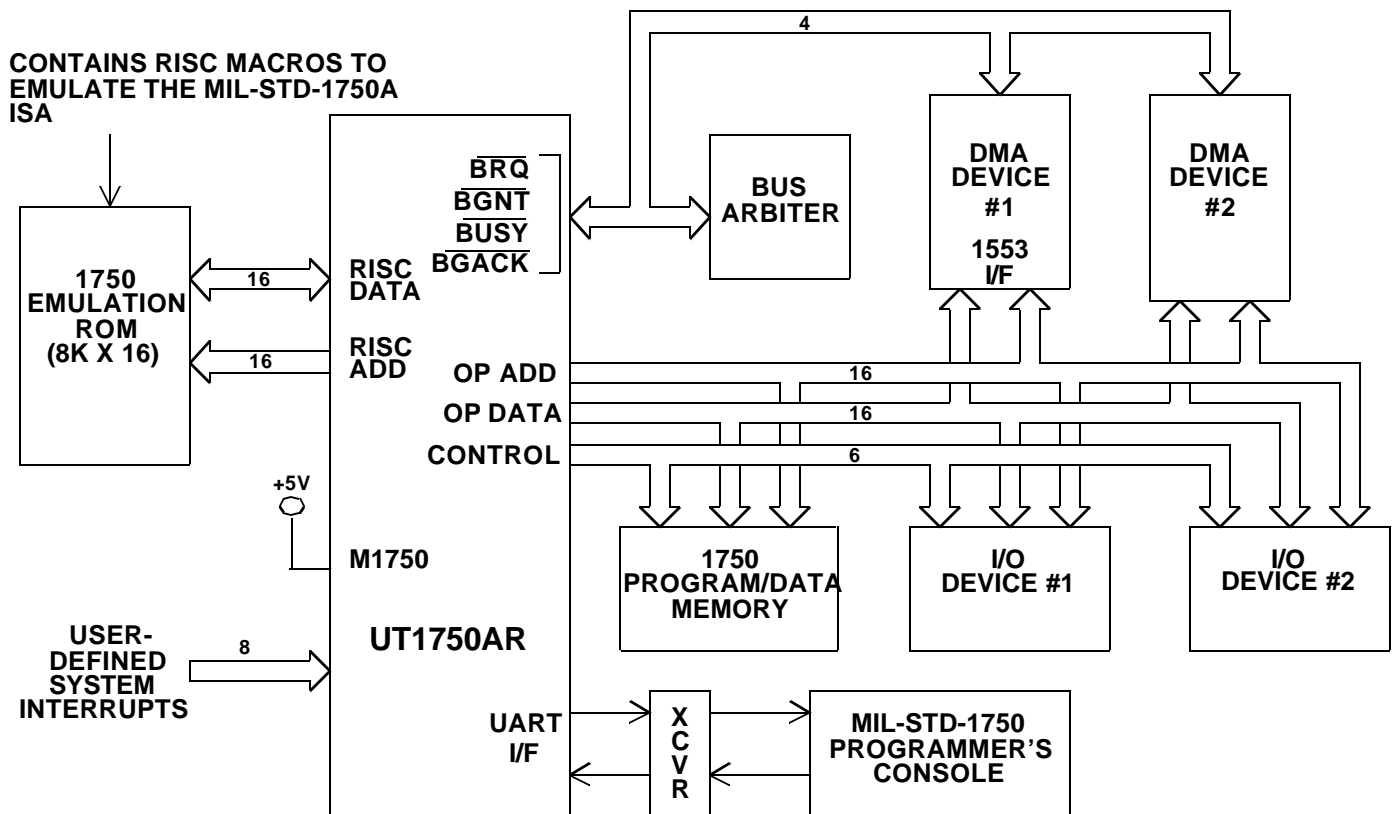 4
CONTAINS RISC MACROS TO
EMULATE THE MIL-STD-1750A
ISA
BRQ
BGNT
BUSY
BGACK
BUS
ARBITER
DMA
DEVICE
#1
1553
I/F
DMA
DEVICE
#2
1750
EMULATION
ROM
(8K X 16)
16
RISC
DATA
16
RISC
ADD
OP ADD
16
OP DATA
16
CONTROL
6
+5V
M1750
1750
PROGRAM/DATA
MEMORY
I/O
DEVICE #1
I/O
DEVICE #2
USER-
DEFINED
SYSTEM
INTERRUPTS
8
UT1750AR
UART
I/F
X
C
V
R
MIL-STD-1750
PROGRAMMER'S
CONSOLE